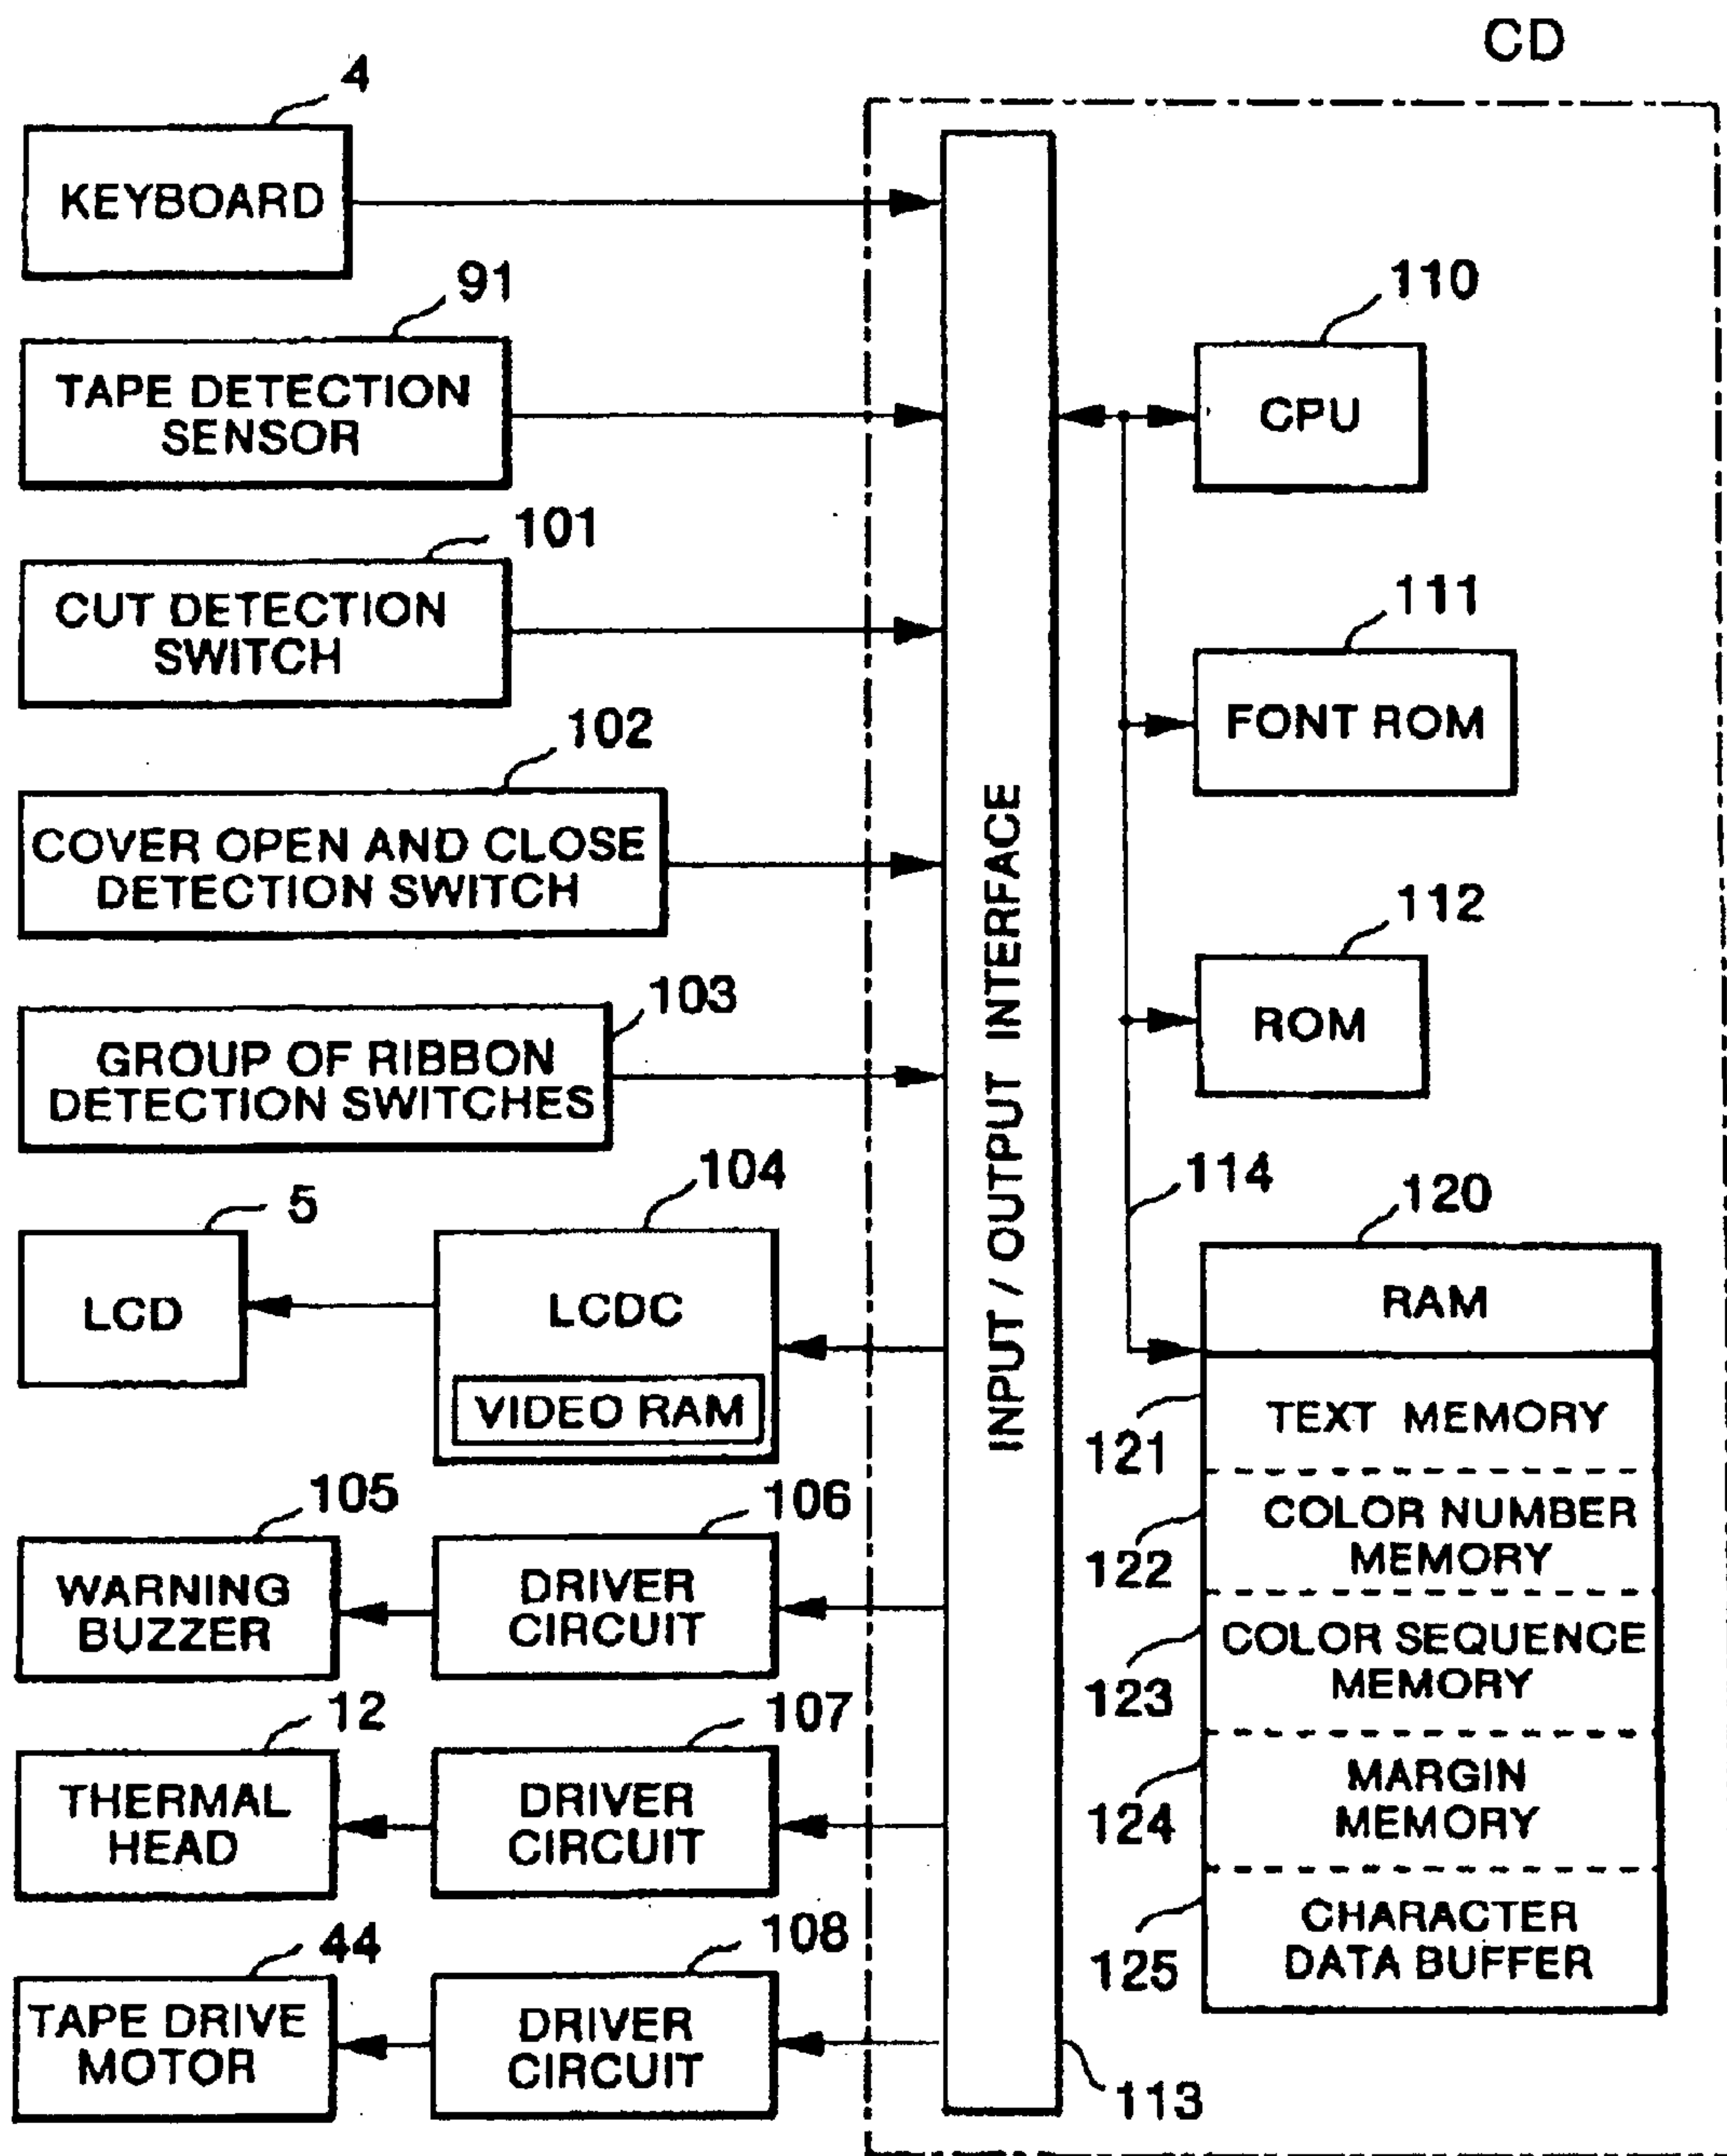 CD
4
KEYBOARD
91
TAPE DETECTION
SENSOR
101
CUT DETECTION
SWITCH
102
COVER OPEN AND CLOSE
DETECTION SWITCH
103
GROUP OF RIBBON
DETECTION SWITCHES
5
LCD
104
LCDC
VIDEO RAM
105
WARNING
BUZZER
106
DRIVER
CIRCUIT
12
THERMAL
HEAD
107
DRIVER
CIRCUIT
44
TAPE DRIVE
MOTOR
108
DRIVER
CIRCUIT
INPUT / OUTPUT INTERFACE
113
110
CPU
111
FONT ROM
112
ROM
114
120
RAM
121
TEXT MEMORY
122
COLOR NUMBER
MEMORY
123
COLOR SEQUENCE
MEMORY
124
MARGIN
MEMORY
125
CHARACTER
DATA BUFFER